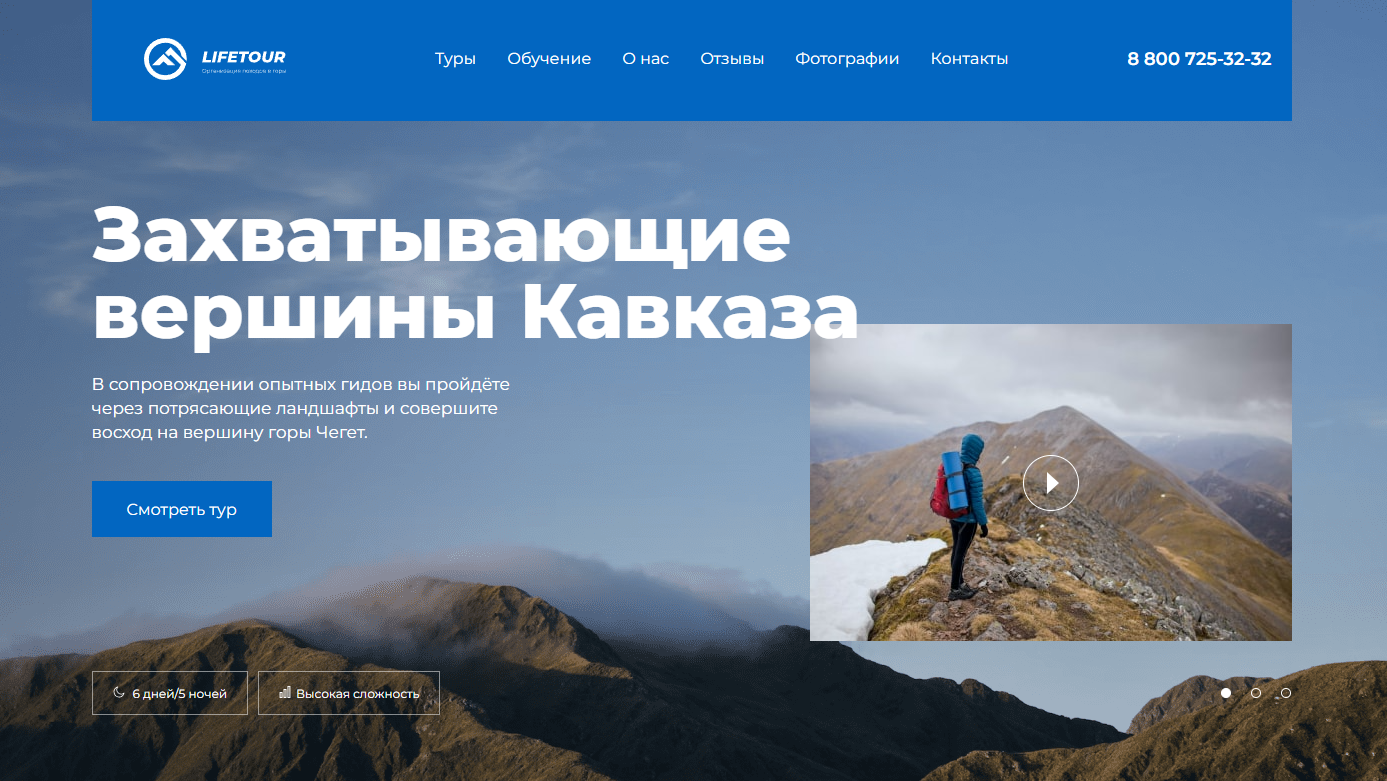 LIFETOUR
Организация походов в горы
Туры
Обучение
О нас
Отзывы
Фотографии
Контакты
8 800 725-32-32
Захватывающие
вершины Кавказа
В сопровождении опытных гидов вы пройдёте
через потрясающие ландшафты и совершите
восход на вершину горы Чегет.
Смотреть тур
6 дней/5 ночей
Высокая сложность